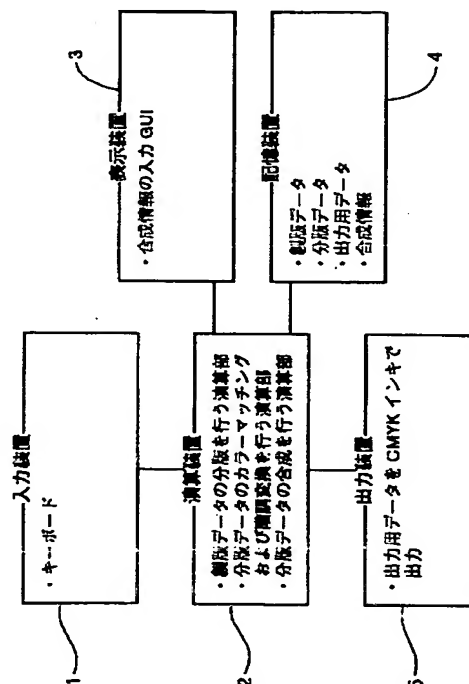 1
入力装置
・キーボード
2
演算装置
・製版データの分版を行う演算部
・分版データのカラーマッチング
および階調変換を行う演算部
・分版データの合成を行う演算部
5
出力装置
・出力用データをCMYKインキで
出力
3
表示装置
・合成情報の入力 GUI
4
記憶装置
・製版データ
・分版データ
・出力用データ
・合成情報